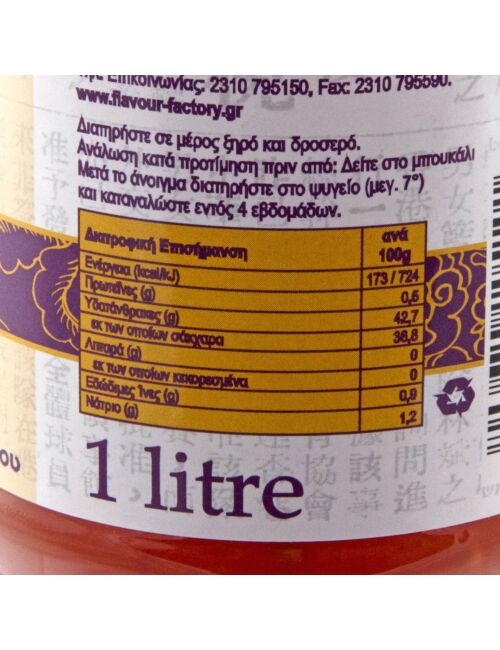 Επικοινωνίας: 2310 795150, Fax: 2310 795590.
www.flavour-factory.gr
Διατηρήστε σε μέρος ξηρό και δροσερό.
Ανάλωση κατά προτίμηση πριν από: Δείτε στο μπουκάλι
Μετά το άνοιγμα διατηρήστε στο ψυγείο (μεγ. 7°)
και καταναλώστε εντός 4 εβδομάδων.
Διατροφική Επισήμανση ανά 100g
Ενέργεια (kcal/kJ) 173 / 724
Πρωτεΐνες (g) 0,5
Υδατάνθρακες (g) 42,7
εκ των οποίων σάκχαρα 36,8
Λιπαρά (g) 0
εκ των οποίων κεκορεσμένα 0
Εδώδιμες Ίνες (g) 0,9
Νάτριο (g) 1,2
1 litre